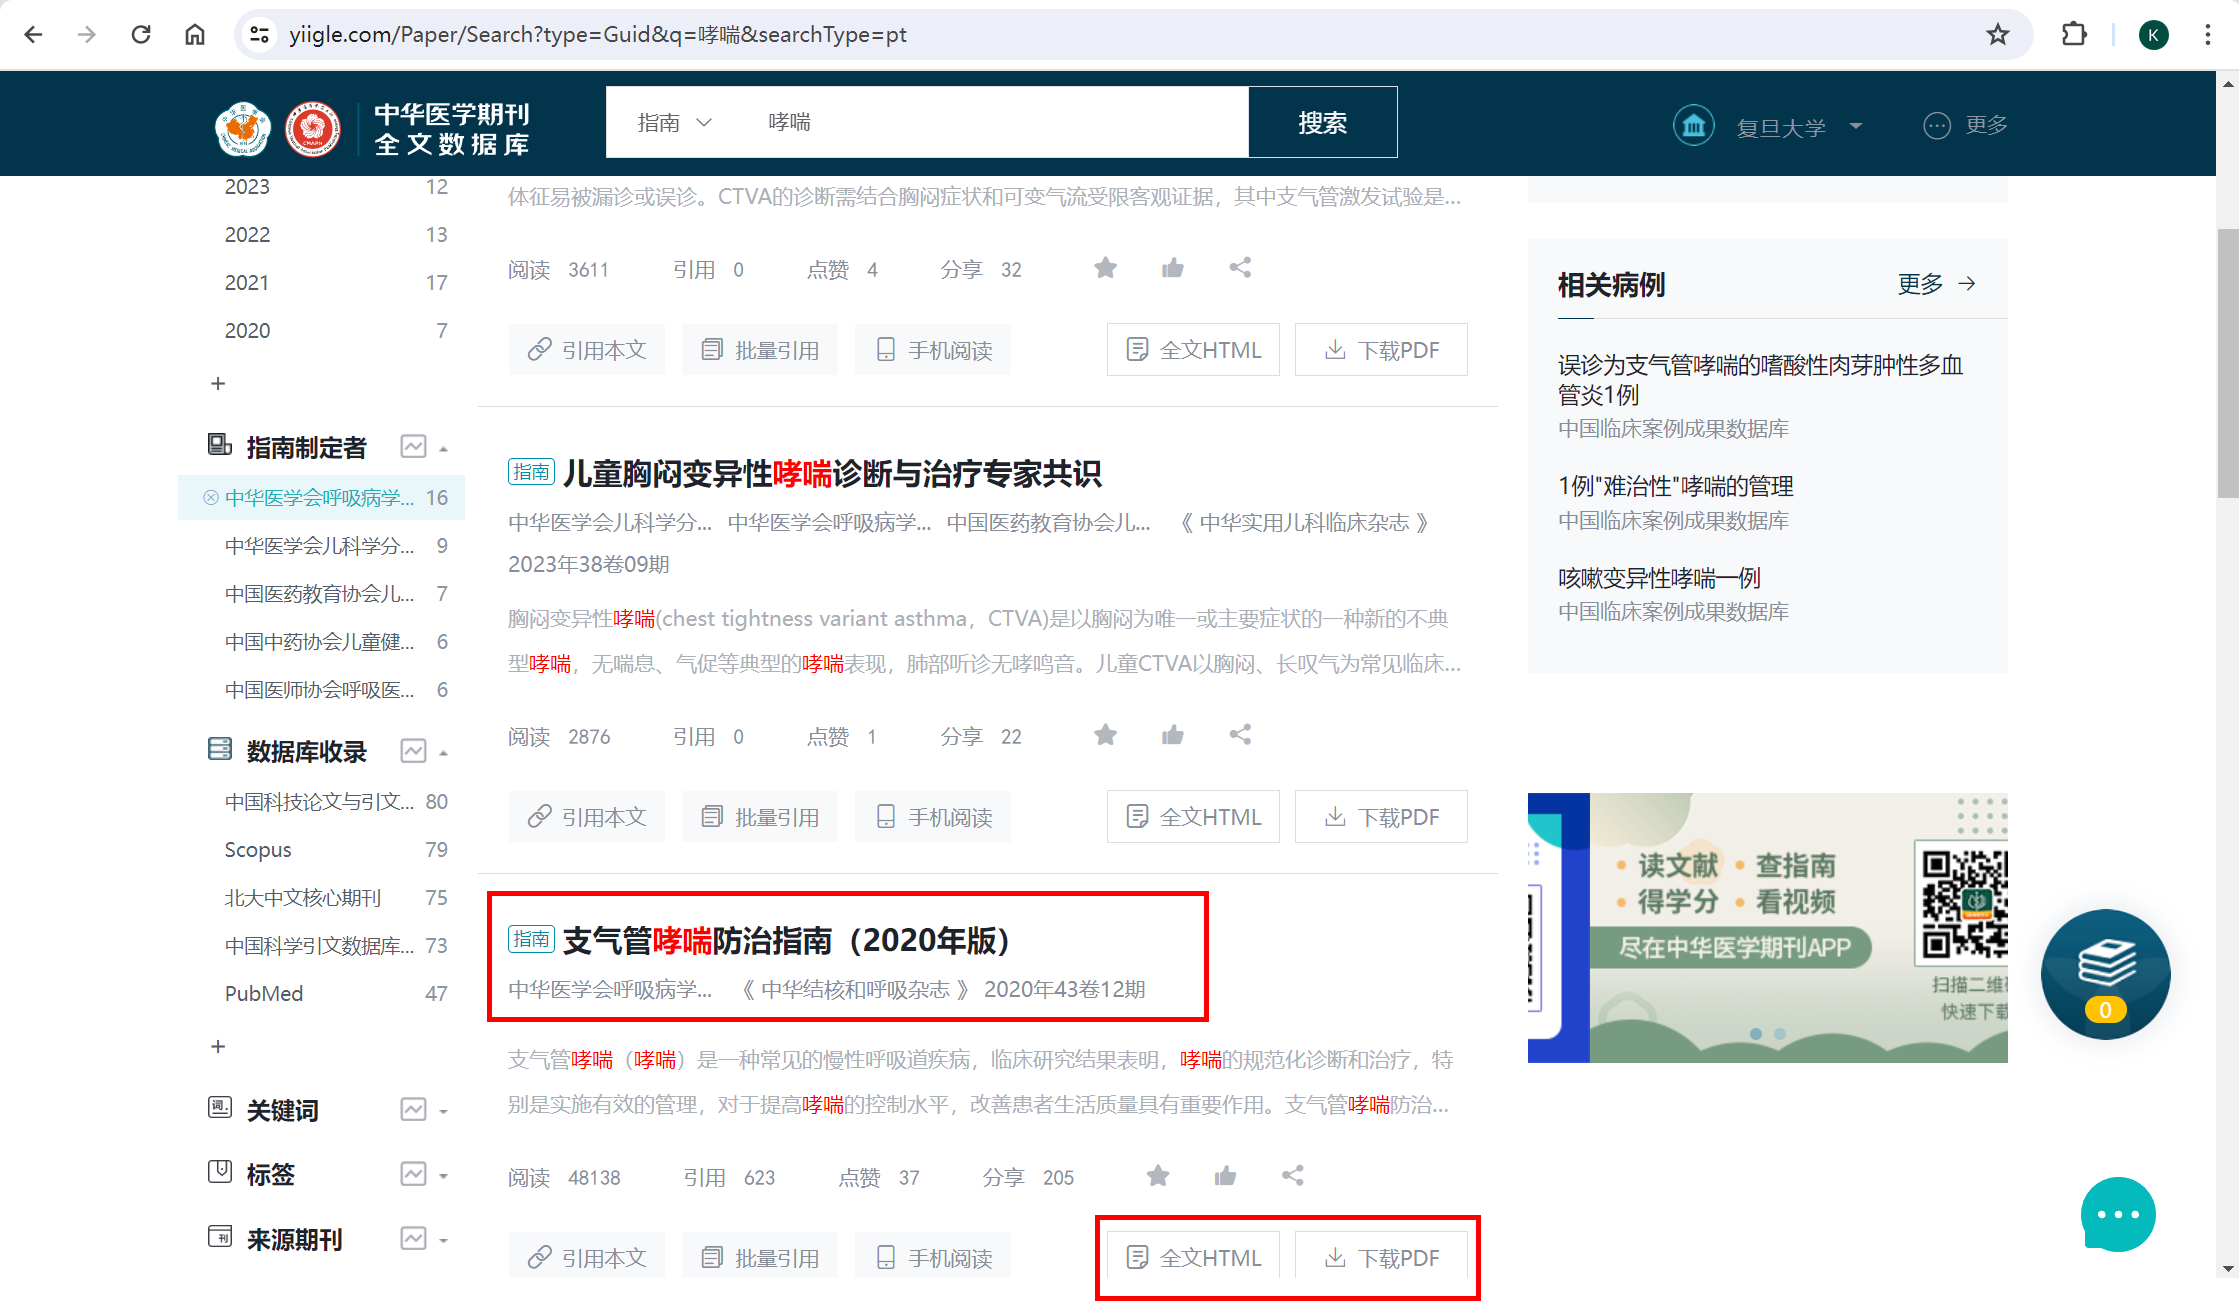 yiigle.com/Paper/Search?type=Guid&q=哮喘&searchType=pt
K
中华医学期刊
全文数据库
指南
哮喘
搜索
复旦大学
更多
2023 12
2022 13
2021 17
2020 7
+
指南制定者
中华医学会呼吸病学... 16
中华医学会儿科学分... 9
中国医药教育协会儿... 7
中国中药协会儿童健... 6
中国医师协会呼吸医... 6
数据库收录
中国科技论文与引文... 80
Scopus 79
北大中文核心期刊 75
中国科学引文数据库... 73
PubMed 47
+
词.
关键词
标签
刊
来源期刊
体征易被漏诊或误诊。CTVA的诊断需结合胸闷症状和可变气流受限客观证据，其中支气管激发试验是...
阅读 3611 引用 0 点赞 4 分享 32
引用本文 批量引用 手机阅读 全文HTML 下载PDF
指南 儿童胸闷变异性哮喘诊断与治疗专家共识
中华医学会儿科学分... 中华医学会呼吸病学... 中国医药教育协会儿... 《 中华实用儿科临床杂志 》
2023年38卷09期
胸闷变异性哮喘(chest tightness variant asthma，CTVA)是以胸闷为唯一或主要症状的一种新的不典
型哮喘，无喘息、气促等典型的哮喘表现，肺部听诊无哮鸣音。儿童CTVA以胸闷、长叹气为常见临床...
阅读 2876 引用 0 点赞 1 分享 22
引用本文 批量引用 手机阅读 全文HTML 下载PDF
指南 支气管哮喘防治指南（2020年版）
中华医学会呼吸病学... 《 中华结核和呼吸杂志 》 2020年43卷12期
支气管哮喘（哮喘）是一种常见的慢性呼吸道疾病，临床研究结果表明，哮喘的规范化诊断和治疗，特
别是实施有效的管理，对于提高哮喘的控制水平，改善患者生活质量具有重要作用。支气管哮喘防治...
阅读 48138 引用 623 点赞 37 分享 205
引用本文 批量引用 手机阅读 全文HTML 下载PDF
相关病例 更多
误诊为支气管哮喘的嗜酸性肉芽肿性多血
管炎1例
中国临床案例成果数据库
1例"难治性"哮喘的管理
中国临床案例成果数据库
咳嗽变异性哮喘一例
中国临床案例成果数据库
读文献 查指南
得学分 看视频
尽在中华医学期刊APP
扫描二维
快速下载
0